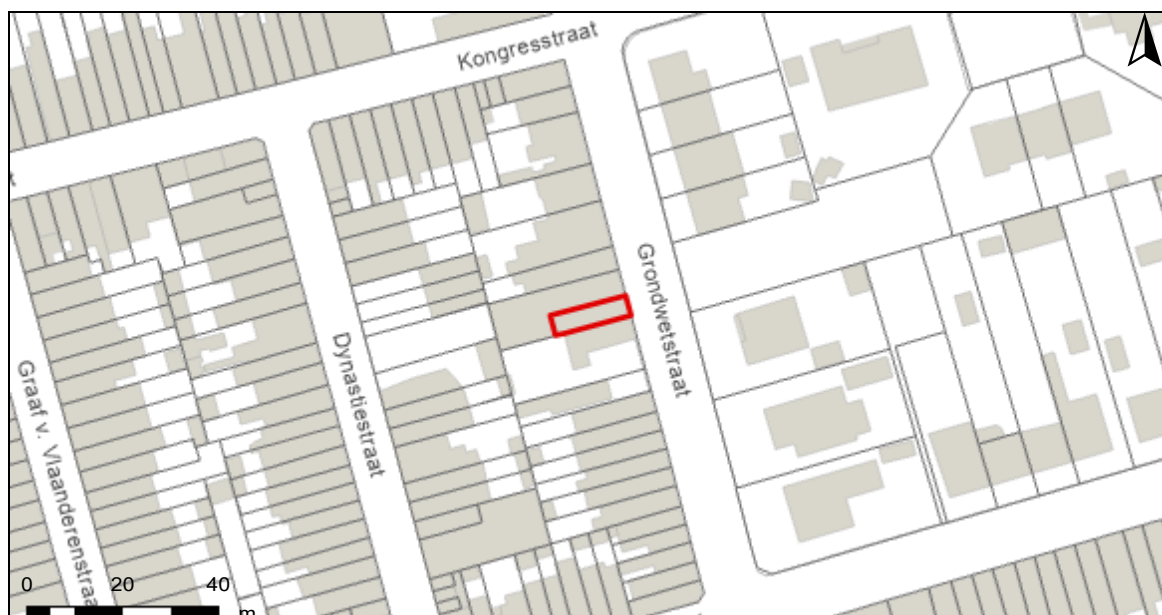 Kongresstraat
Grondwetstraat
Dynastiestraat
Graaf v. Vlaanderenstraa
0 20 40
m